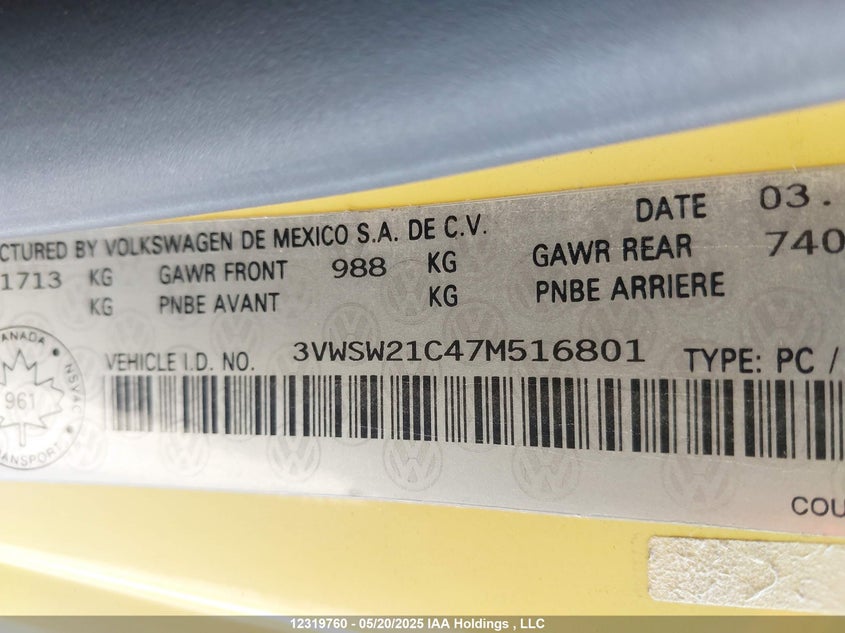 DATE 03.
CTURED BY VOLKSWAGEN DE MEXICO S.A. DE C.V.
1713 KG GAWR FRONT 988 KG GAWR REAR 740
KG PNBE AVANT KG PNBE ARRIERE
VEHICLE I.D. NO. 3VWSW21C47M516801 TYPE: PC /
CANADA
961
NSVAC
TRANSPORT
COU
12319760 - 05/20/2025 IAA Holdings , LLC